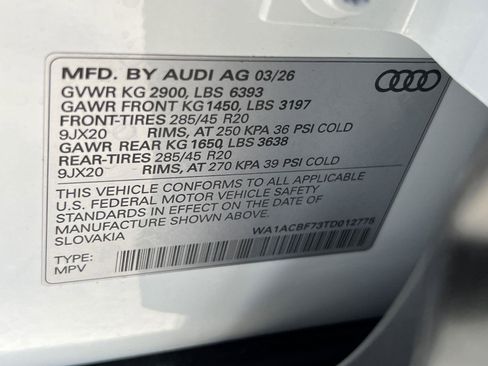 MFD. BY AUDI AG 03/26
GVWR KG 2900, LBS 6393
GAWR FRONT KG1450, LBS 3197
FRONT-TIRES 285/45 R20
9JX20 RIMS, AT 250 KPA 36 PSI COLD
GAWR REAR KG 1650, LBS 3638
REAR-TIRES 285/45 R20
9JX20 RIMS, AT 270 KPA 39 PSI COLD
THIS VEHICLE CONFORMS TO ALL APPLICABLE
U.S. FEDERAL MOTOR VEHICLE SAFETY
STANDARDS IN EFFECT ON THE DATE OF
MANUFACTURE SHOWN ABOVE.
SLOVAKIA
WA1ACBF73TD012775
TYPE:
MPV